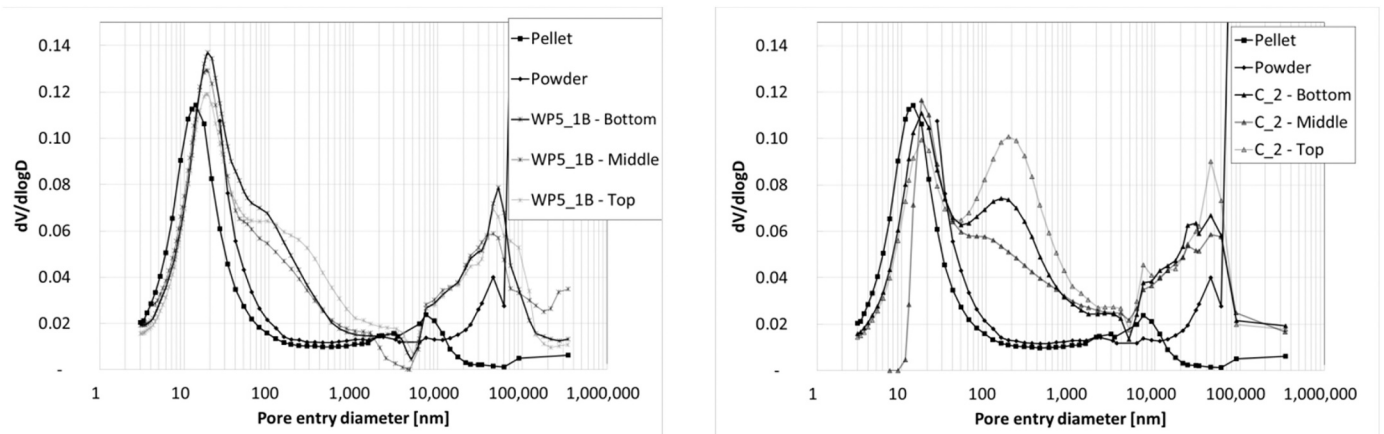 0.14
0.12
0.10
0.08
0.06
0.04
0.02
-
dV/dlogD
1 10 100 1,000 10,000 100,000 1,000,000
Pore entry diameter [nm]
Pellet
Powder
WP5_1B - Bottom
WP5_1B - Middle
WP5_1B - Top
0.14
0.12
0.10
0.08
0.06
0.04
0.02
-
dV/dlogD
1 10 100 1,000 10,000 100,000 1,000,000
Pore entry diameter [nm]
Pellet
Powder
C_2 - Bottom
C_2 - Middle
C_2 - Top